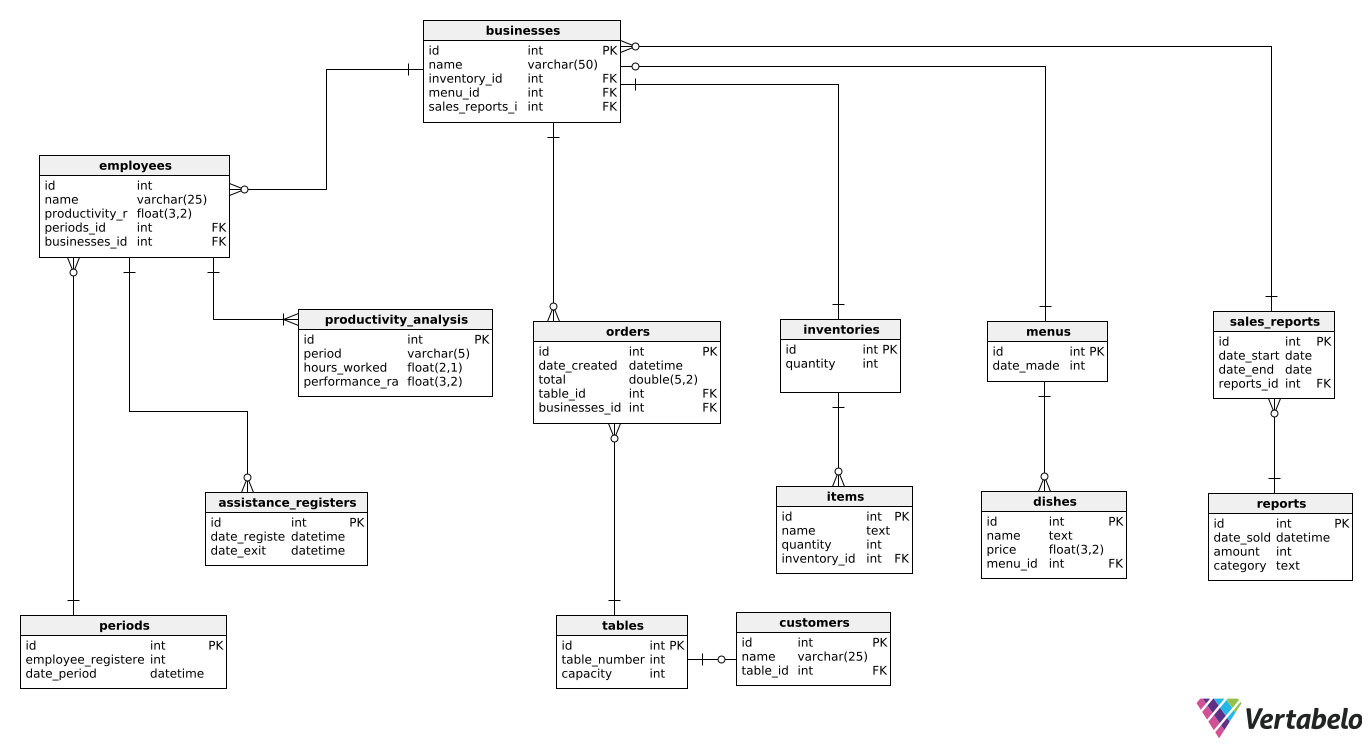 businesses
id int PK
name varchar(50)
inventory_id int FK
menu_id int FK
sales_reports_i int FK
employees
id int
name varchar(25)
productivity_r float(3,2)
periods_id int FK
businesses_id int FK
productivity_analysis
id int PK
period varchar(5)
hours_worked float(2,1)
performance_ra float(3,2)
orders
id int PK
date_created datetime
total double(5,2)
table_id int FK
businesses_id int FK
inventories
id int PK
quantity int
menus
id int PK
date_made int
sales_reports
id int PK
date_start date
date_end date
reports_id int FK
assistance_registers
id int PK
date_registe datetime
date_exit datetime
items
id int PK
name text
quantity int
inventory_id int FK
dishes
id int PK
name text
price float(3,2)
menu_id int FK
reports
id int PK
date_sold datetime
amount int
category text
periods
id int PK
employee_registere int
date_period datetime
tables
id int PK
table_number int
capacity int
customers
id int PK
name varchar(25)
table_id int FK
Vertabelo